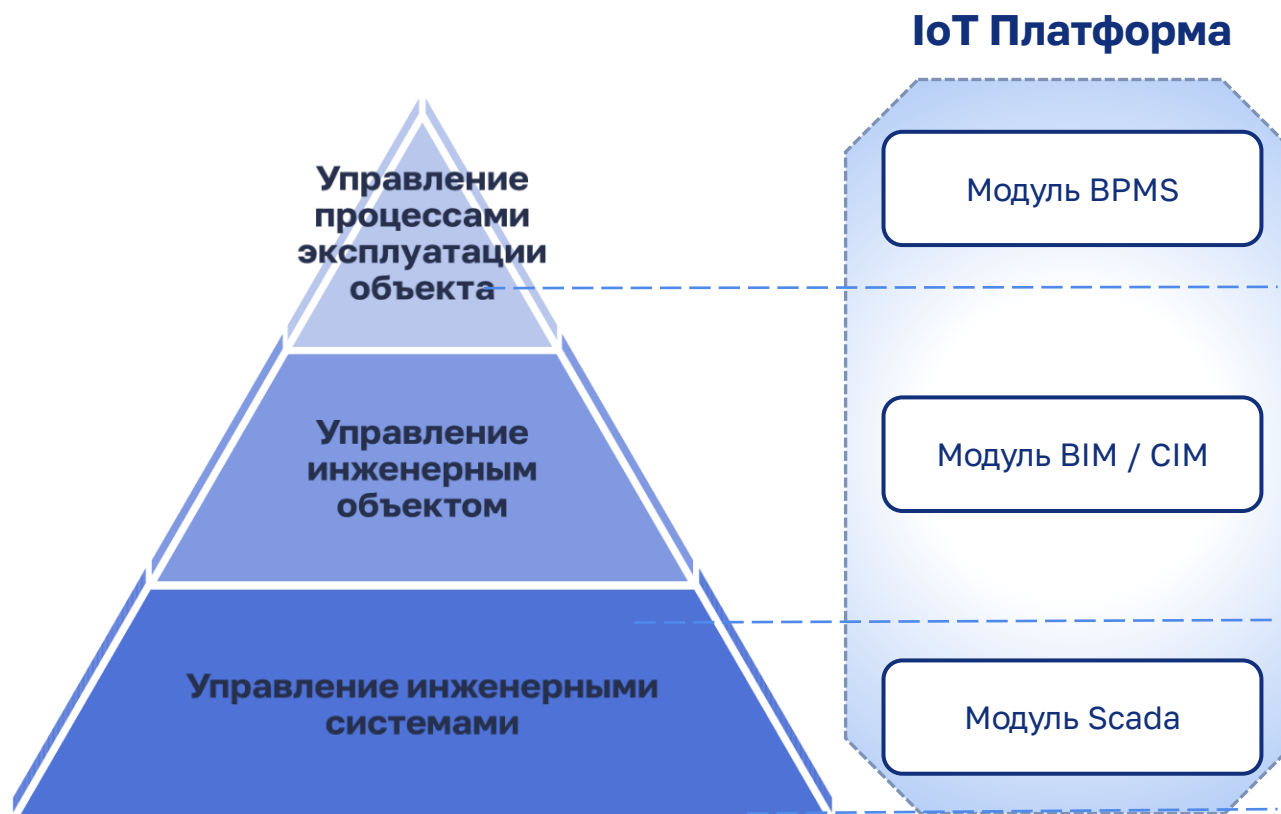 IoT Платформа
Управление
процессами
эксплуатации
объекта
Модуль BPMS
Управление
инженерным
объектом
Модуль BIM / CIM
Управление инженерными
системами
Модуль Scada